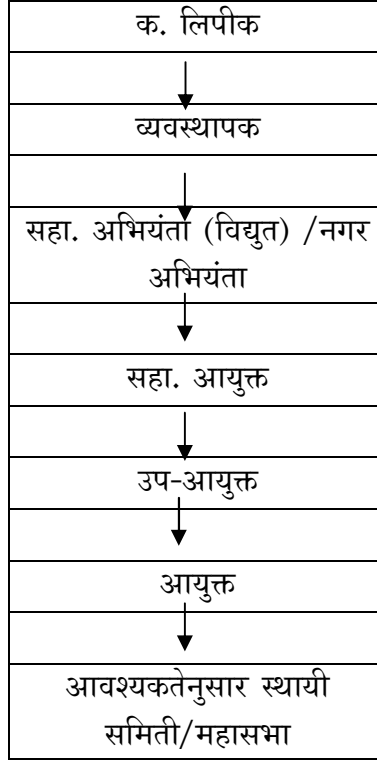 क. लिपीक
व्यवस्थापक
सहा. अभियंता (विद्युत) /नगर
अभियंता
सहा. आयुक्त
उप-आयुक्त
आयुक्त
आवश्यकतेनुसार स्थायी
समिती/महासभा